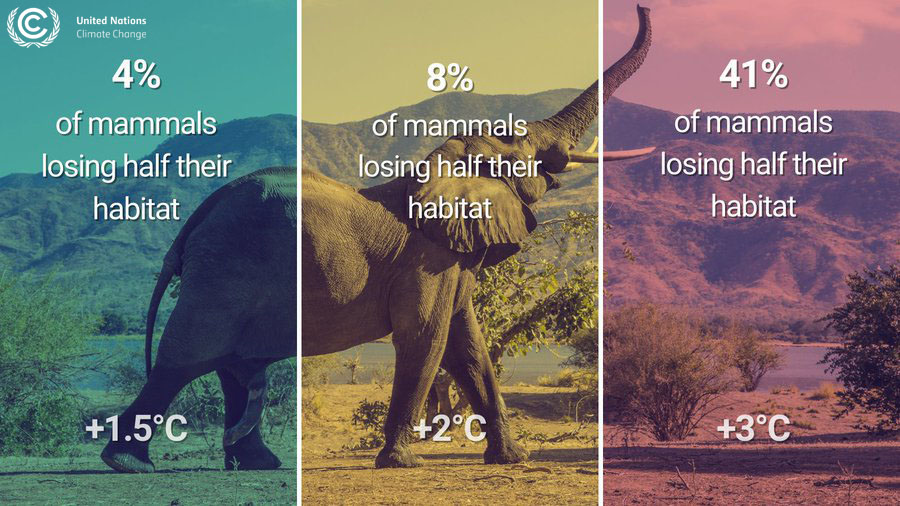 United Nations
Climate Change
4%
of mammals
losing half their
habitat
+1.5°C
8%
of mammals
losing half their
habitat
+2°C
41%
of mammals
losing half their
habitat
+3°C